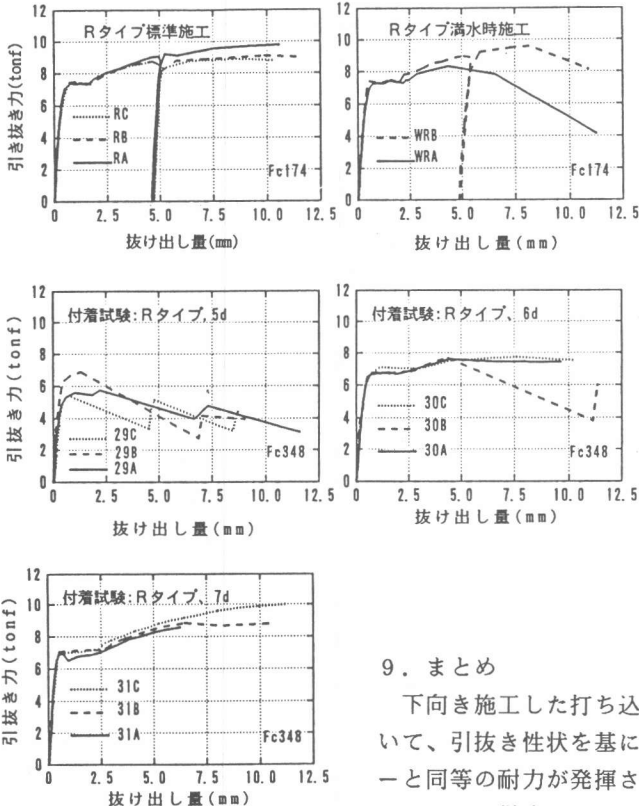 Rタイプ標準施工
引き抜き力(tonf)
12
10
8
6
4
2
0
RC
RB
RA
Fc174
0 2.5 5.0 7.5 10.0 12.5
抜け出し量(mm)
Rタイプ満水時施工
12
10
8
6
4
2
0
WRB
WRA
Fc174
0 2.5 5.0 7.5 10.0 12.5
抜け出し量(mm)
付着試験:Rタイプ,5d
引抜き力(tonf)
12
10
8
6
4
2
0
29C
29B
29A
Fc348
0 2.5 5.0 7.5 10.0 12.5
抜け出し量(mm)
付着試験:Rタイプ、6d
12
10
8
6
4
2
0
30C
30B
30A
Fc348
0 2.5 5.0 7.5 10.0 12.5
抜け出し量(mm)
付着試験:Rタイプ、7d
引抜き力(tonf)
12
10
8
6
4
2
0
31C
31B
31A
Fc348
0 2.5 5.0 7.5 10.0 12.5
抜け出し量(mm)
9.まとめ
下向き施工した打ち込
いて、引抜き性状を基に
ーと同等の耐力が発揮さ